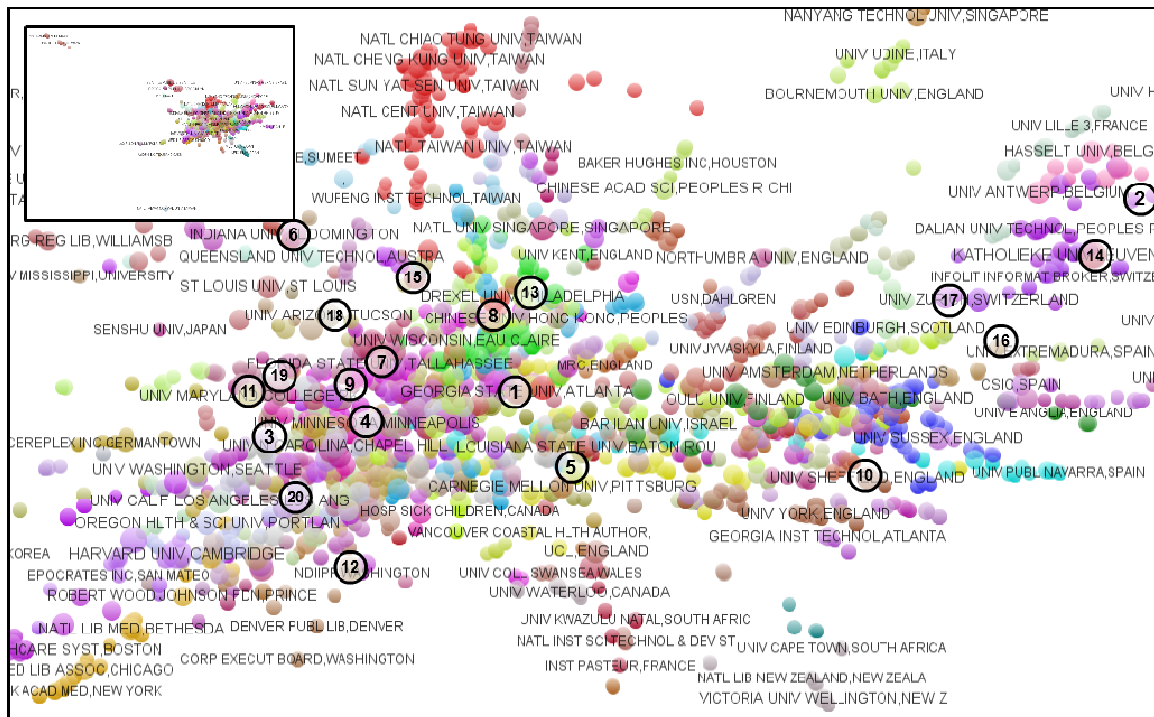 NANYANG TECHNOL UNIV,SINGAPORE
NATL CHIAO TUNG UNIV,TAIWAN
UNIV UDINE,ITALY
NATL CHENG KUNG UNIV,TAIWAN
NATL SUN YAT SEN UNIV,TAIWAN
BOURNEMOUTH UNIV,ENGLAND
UNIV H
NATL CENT UNIV,TAIWAN
UNIV LILLE 3,FRANCE
NATL TAIWAN UNIV,TAIWAN
HASSELT UNIV,BELG
E SUMEET
BAKER HUGHES INC,HOUSTON
CHINESE ACAD SCI,PEOPLES R CHI
UNIV ANTWERP,BELGIUM
2
WUFENG INST TECHNOL,TAIWAN
INDIANA UNIV BLOOMINGTON
6
NATL UNIV SINGAPORE,SINGAPORE
DALIAN UNIV TECHNOL,PEOPLES R
RG REG LIB,WILLIAMSB
QUEENSLAND UNIV TECHNOL,AUSTRA
UNIV KENT,ENGLAND
NORTHUMBRIA UNIV,ENGLAND
KATHOLIEKE UNIV LEUVEN
14
V MISSISSIPPI,UNIVERSITY
15
INFOLIT INFORMAT BROKER,SWITZE
ST LOUIS UNIV,ST LOUIS
DREXEL UNIV,PHILADELPHIA
13
USN,DAHLGREN
UNIV ZURICH,SWITZERLAND
17
UNIV ARIZONA,TUCSON
18
CHINESE UNIV HONG KONG,PEOPLES
8
SENSHU UNIV,JAPAN
UNIV EDINBURGH,SCOTLAND
UNIV
UNIV WISCONSIN,EAU CLAIRE
UNIV JYVASKYLA,FINLAND
UNIV EXTREMADURA,SPAIN
16
FLORIDA STATE UNIV,TALLAHASSEE
7
MRC,ENGLAND
UNIV AMSTERDAM,NETHERLANDS
19
9
CSIC,SPAIN
UNIV MARYLAND,COLLEGE P
11
GEORGIA STATE UNIV,ATLANTA
1
OULU UNIV,FINLAND
UNIV BATH,ENGLAND
UNIV E ANGLIA,ENGLAND
UNIV MINNESOTA,MINNEAPOLIS
4
BAR ILAN UNIV,ISRAEL
CEREPLEX INC,GERMANTOWN
3
UNIV N CAROLINA,CHAPEL HILL
LOUISIANA STATE UNIV,BATON ROU
UNIV SUSSEX,ENGLAND
UNIV WASHINGTON,SEATTLE
5
UNIV SHEFFIELD,ENGLAND
10
UNIV PUBL NAVARRA,SPAIN
CARNEGIE MELLON UNIV,PITTSBURG
UNIV CALIF LOS ANGELES,LOS ANG
20
HOSP SICK CHILDREN,CANADA
UNIV YORK,ENGLAND
OREGON HLTH & SCI UNIV,PORTLAN
VANCOUVER COASTAL HLTH AUTHOR,
GEORGIA INST TECHNOL,ATLANTA
KOREA
HARVARD UNIV,CAMBRIDGE
UCL,ENGLAND
EPOCRATES INC,SAN MATEO
NDIIPP,WASHINGTON
12
UNIV COLL SWANSEA,WALES
ROBERT WOOD JOHNSON FDN,PRINCE
UNIV WATERLOO,CANADA
NATL LIB MED,BETHESDA
DENVER PUBL LIB,DENVER
UNIV KWAZULU NATAL,SOUTH AFRIC
HCARE SYST,BOSTON
NATL INST SCI TECHNOL & DEV ST
UNIV CAPE TOWN,SOUTH AFRICA
ED LIB ASSOC,CHICAGO
CORP EXECUT BOARD,WASHINGTON
INST PASTEUR,FRANCE
NATL LIB NEW ZEALAND,NEW ZEALA
K ACAD MED,NEW YORK
VICTORIA UNIV WELLINGTON,NEW Z